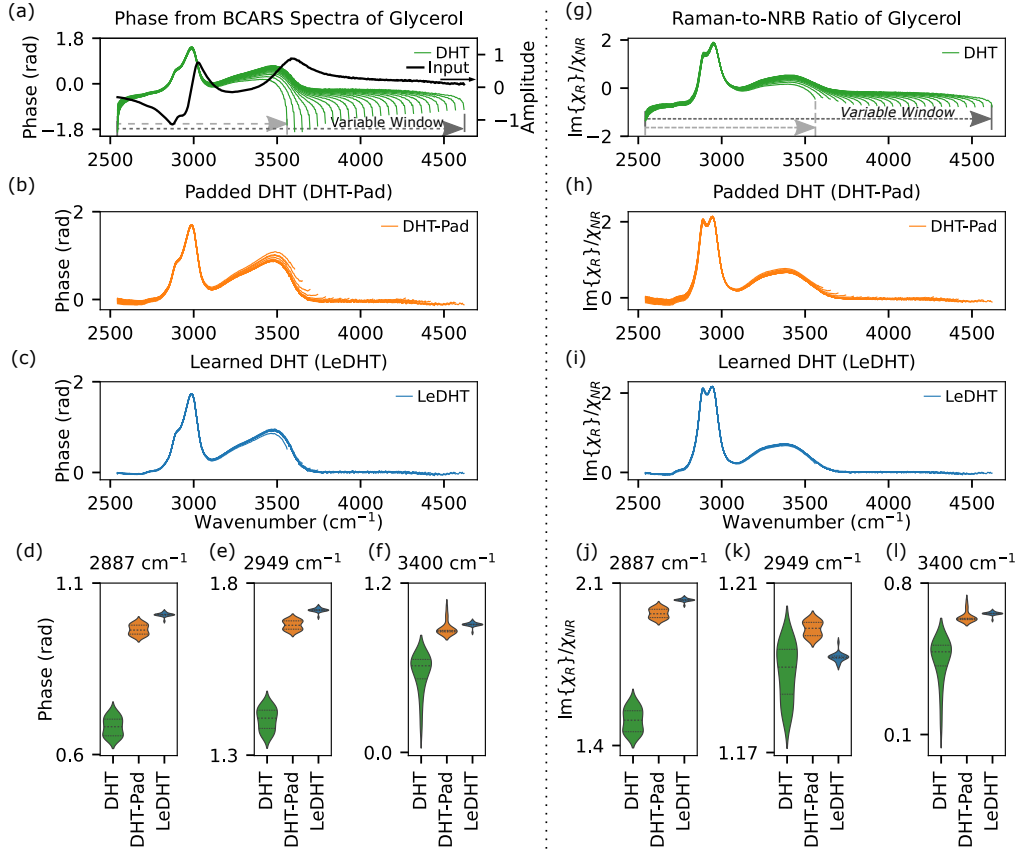 (a)
Phase from BCARS Spectra of Glycerol
Phase (rad)
1.8
0.0
−1.8
DHT
Input
Variable Window
1
0
−1
Amplitude
2500 3000 3500 4000 4500
(b)
Padded DHT (DHT-Pad)
Phase (rad)
2
0
DHT-Pad
2500 3000 3500 4000 4500
(c)
Learned DHT (LeDHT)
Phase (rad)
2
0
LeDHT
2500 3000 3500 4000 4500
Wavenumber (cm⁻¹)
(d)
2887 cm⁻¹
Phase (rad)
1.1
0.6
DHT
DHT-Pad
LeDHT
(e)
2949 cm⁻¹
1.8
1.3
DHT
DHT-Pad
LeDHT
(f)
3400 cm⁻¹
1.2
0.0
DHT
DHT-Pad
LeDHT
(g)
Raman-to-NRB Ratio of Glycerol
Im{χR}/χNR
2
0
−2
DHT
Variable Window
2500 3000 3500 4000 4500
(h)
Padded DHT (DHT-Pad)
Im{χR}/χNR
2
0
DHT-Pad
2500 3000 3500 4000 4500
(i)
Learned DHT (LeDHT)
Im{χR}/χNR
2
0
LeDHT
2500 3000 3500 4000 4500
Wavenumber (cm⁻¹)
(j)
2887 cm⁻¹
Im{χR}/χNR
2.1
1.4
DHT
DHT-Pad
LeDHT
(k)
2949 cm⁻¹
1.21
1.17
DHT
DHT-Pad
LeDHT
(l)
3400 cm⁻¹
0.8
0.1
DHT
DHT-Pad
LeDHT